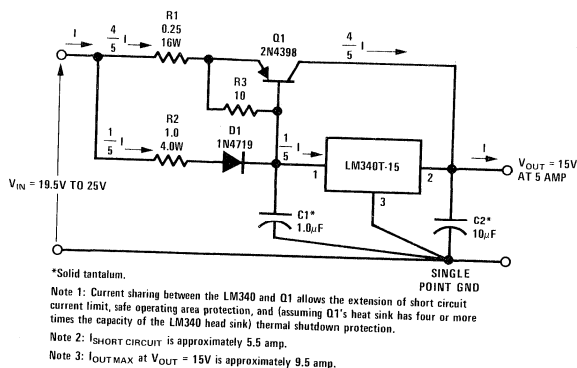 I
4/5 I
R1
0.25
16W
Q1
2N4398
4/5 I
R3
10
1/5 I
R2
1.0
4.0W
D1
1N4719
1/5 I
1
LM340T-15
2
3
I
VOUT = 15V
AT 5 AMP
VIN = 19.5V TO 25V
C1*
1.0μF
C2*
10μF
SINGLE
POINT GND
*Solid tantalum.
Note 1: Current sharing between the LM340 and Q1 allows the extension of short circuit
current limit, safe operating area protection, and (assuming Q1's heat sink has four or more
times the capacity of the LM340 head sink) thermal shutdown protection.
Note 2: ISHORT CIRCUIT is approximately 5.5 amp.
Note 3: IOUT MAX at VOUT = 15V is approximately 9.5 amp.